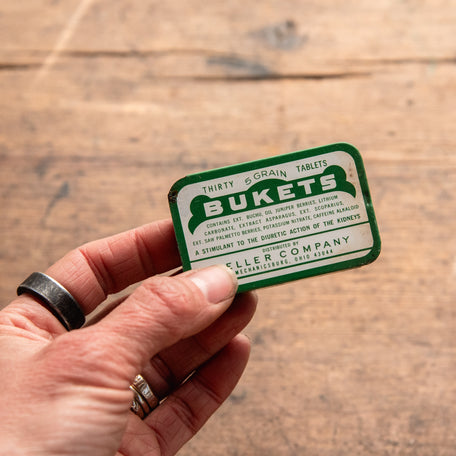 THIRTY 5 GRAIN TABLETS
BUKETS
CONTAINS EXT. BUCHU, OIL JUNIPER BERRIES, LITHIUM
CARBONATE, EXTRACT ASPARAGUS, EXT. SCOPARIUS,
EXT. SAW PALMETTO BERRIES, POTASSIUM NITRATE, CAFFEINE ALKALOID
A STIMULANT TO THE DIURETIC ACTION OF THE KIDNEYS
DISTRIBUTED BY
ELLER COMPANY
MECHANICSBURG, OHIO 43044